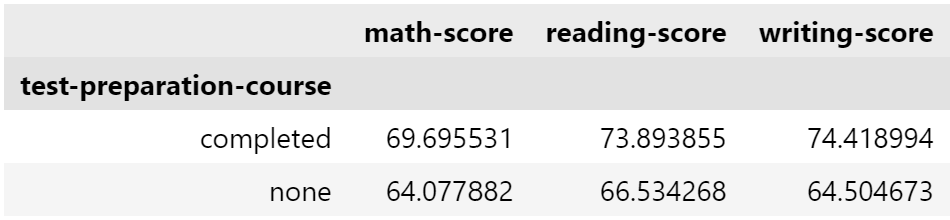 math-score reading-score writing-score
test-preparation-course
completed 69.695531 73.893855 74.418994
none 64.077882 66.534268 64.504673